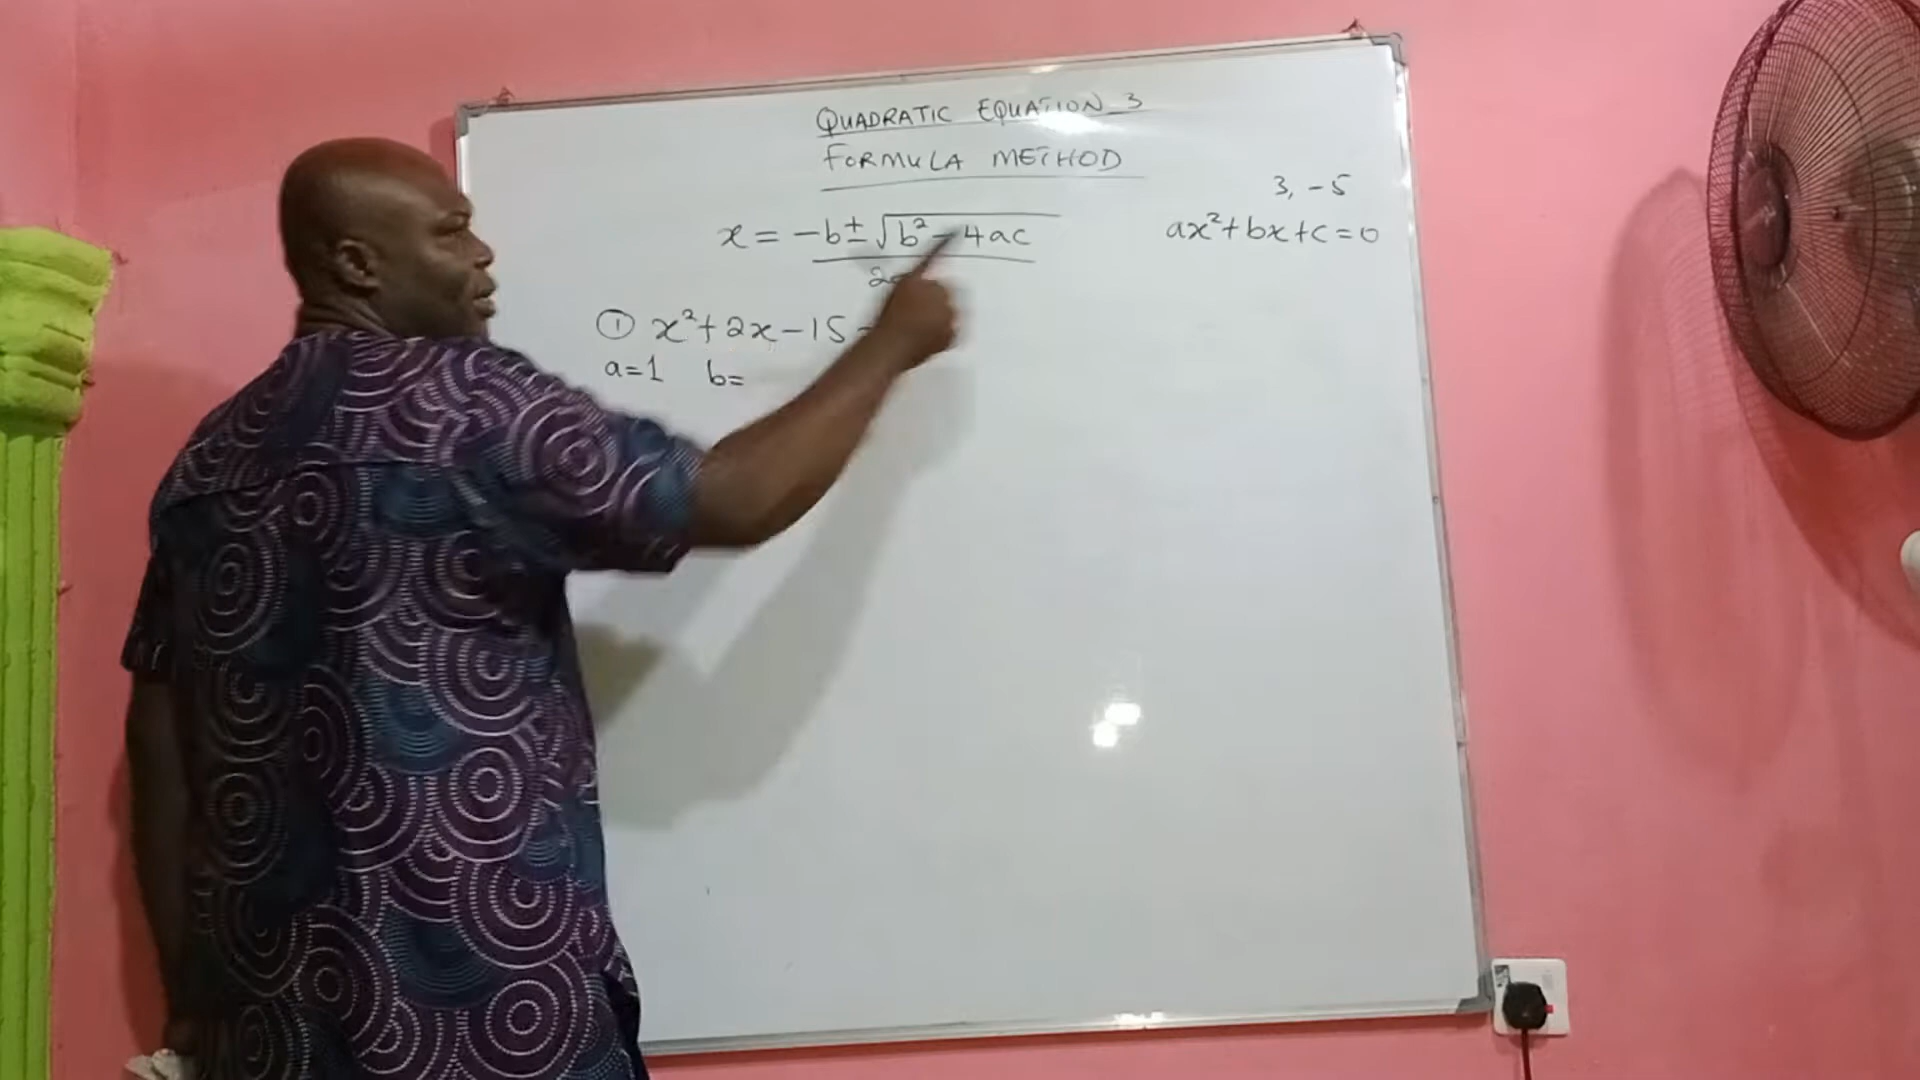 QUADRATIC EQUATION 3
FORMULA METHOD
3, -5
x = -b ± √b² - 4ac
2a
ax² + bx + c = 0
① x² + 2x - 15
a=1 b=